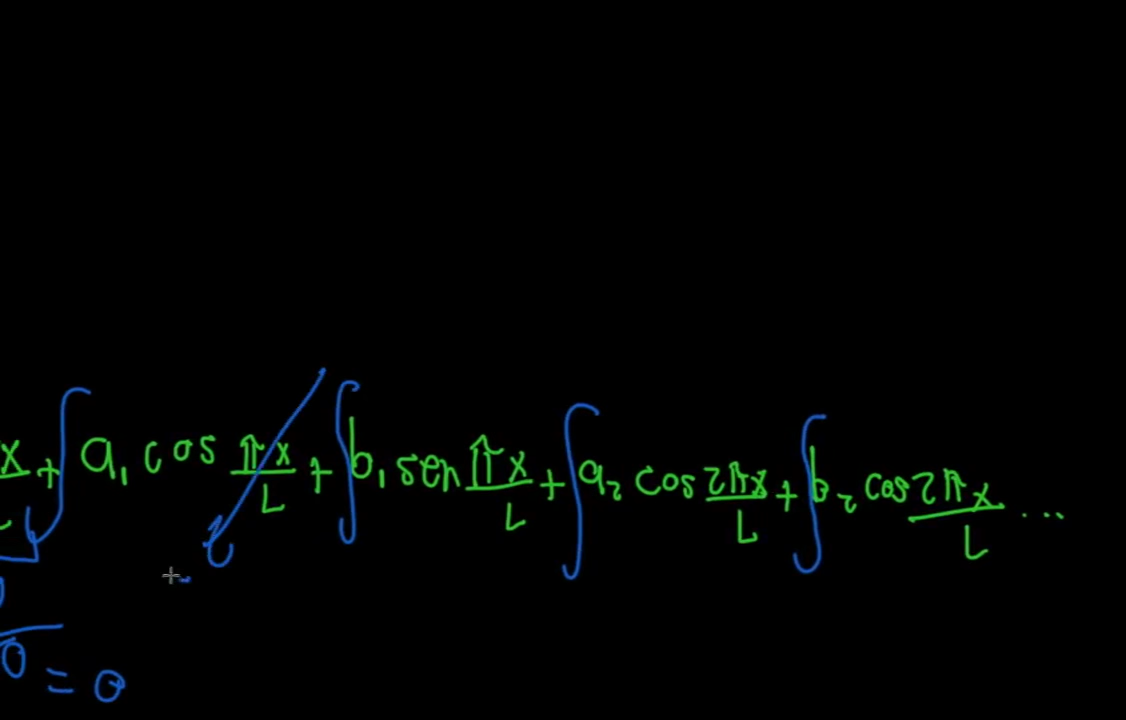 x/L + ∫ a₁ cos πx/L + ∫ b₁ sen πx/L + ∫ a₂ cos 2πx/L + ∫ b₂ cos 2πx/L ...
0 = 0